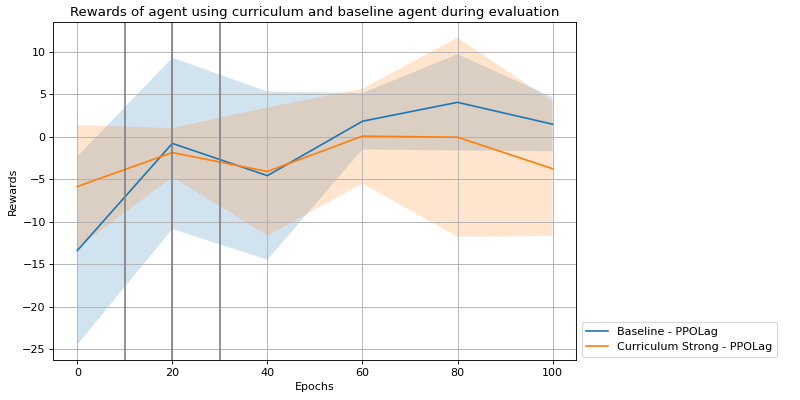 Rewards of agent using curriculum and baseline agent during evaluation
10
5
0
−5
−10
−15
−20
−25
Rewards
0 20 40 60 80 100
Epochs
Baseline - PPOLag
Curriculum Strong - PPOLag